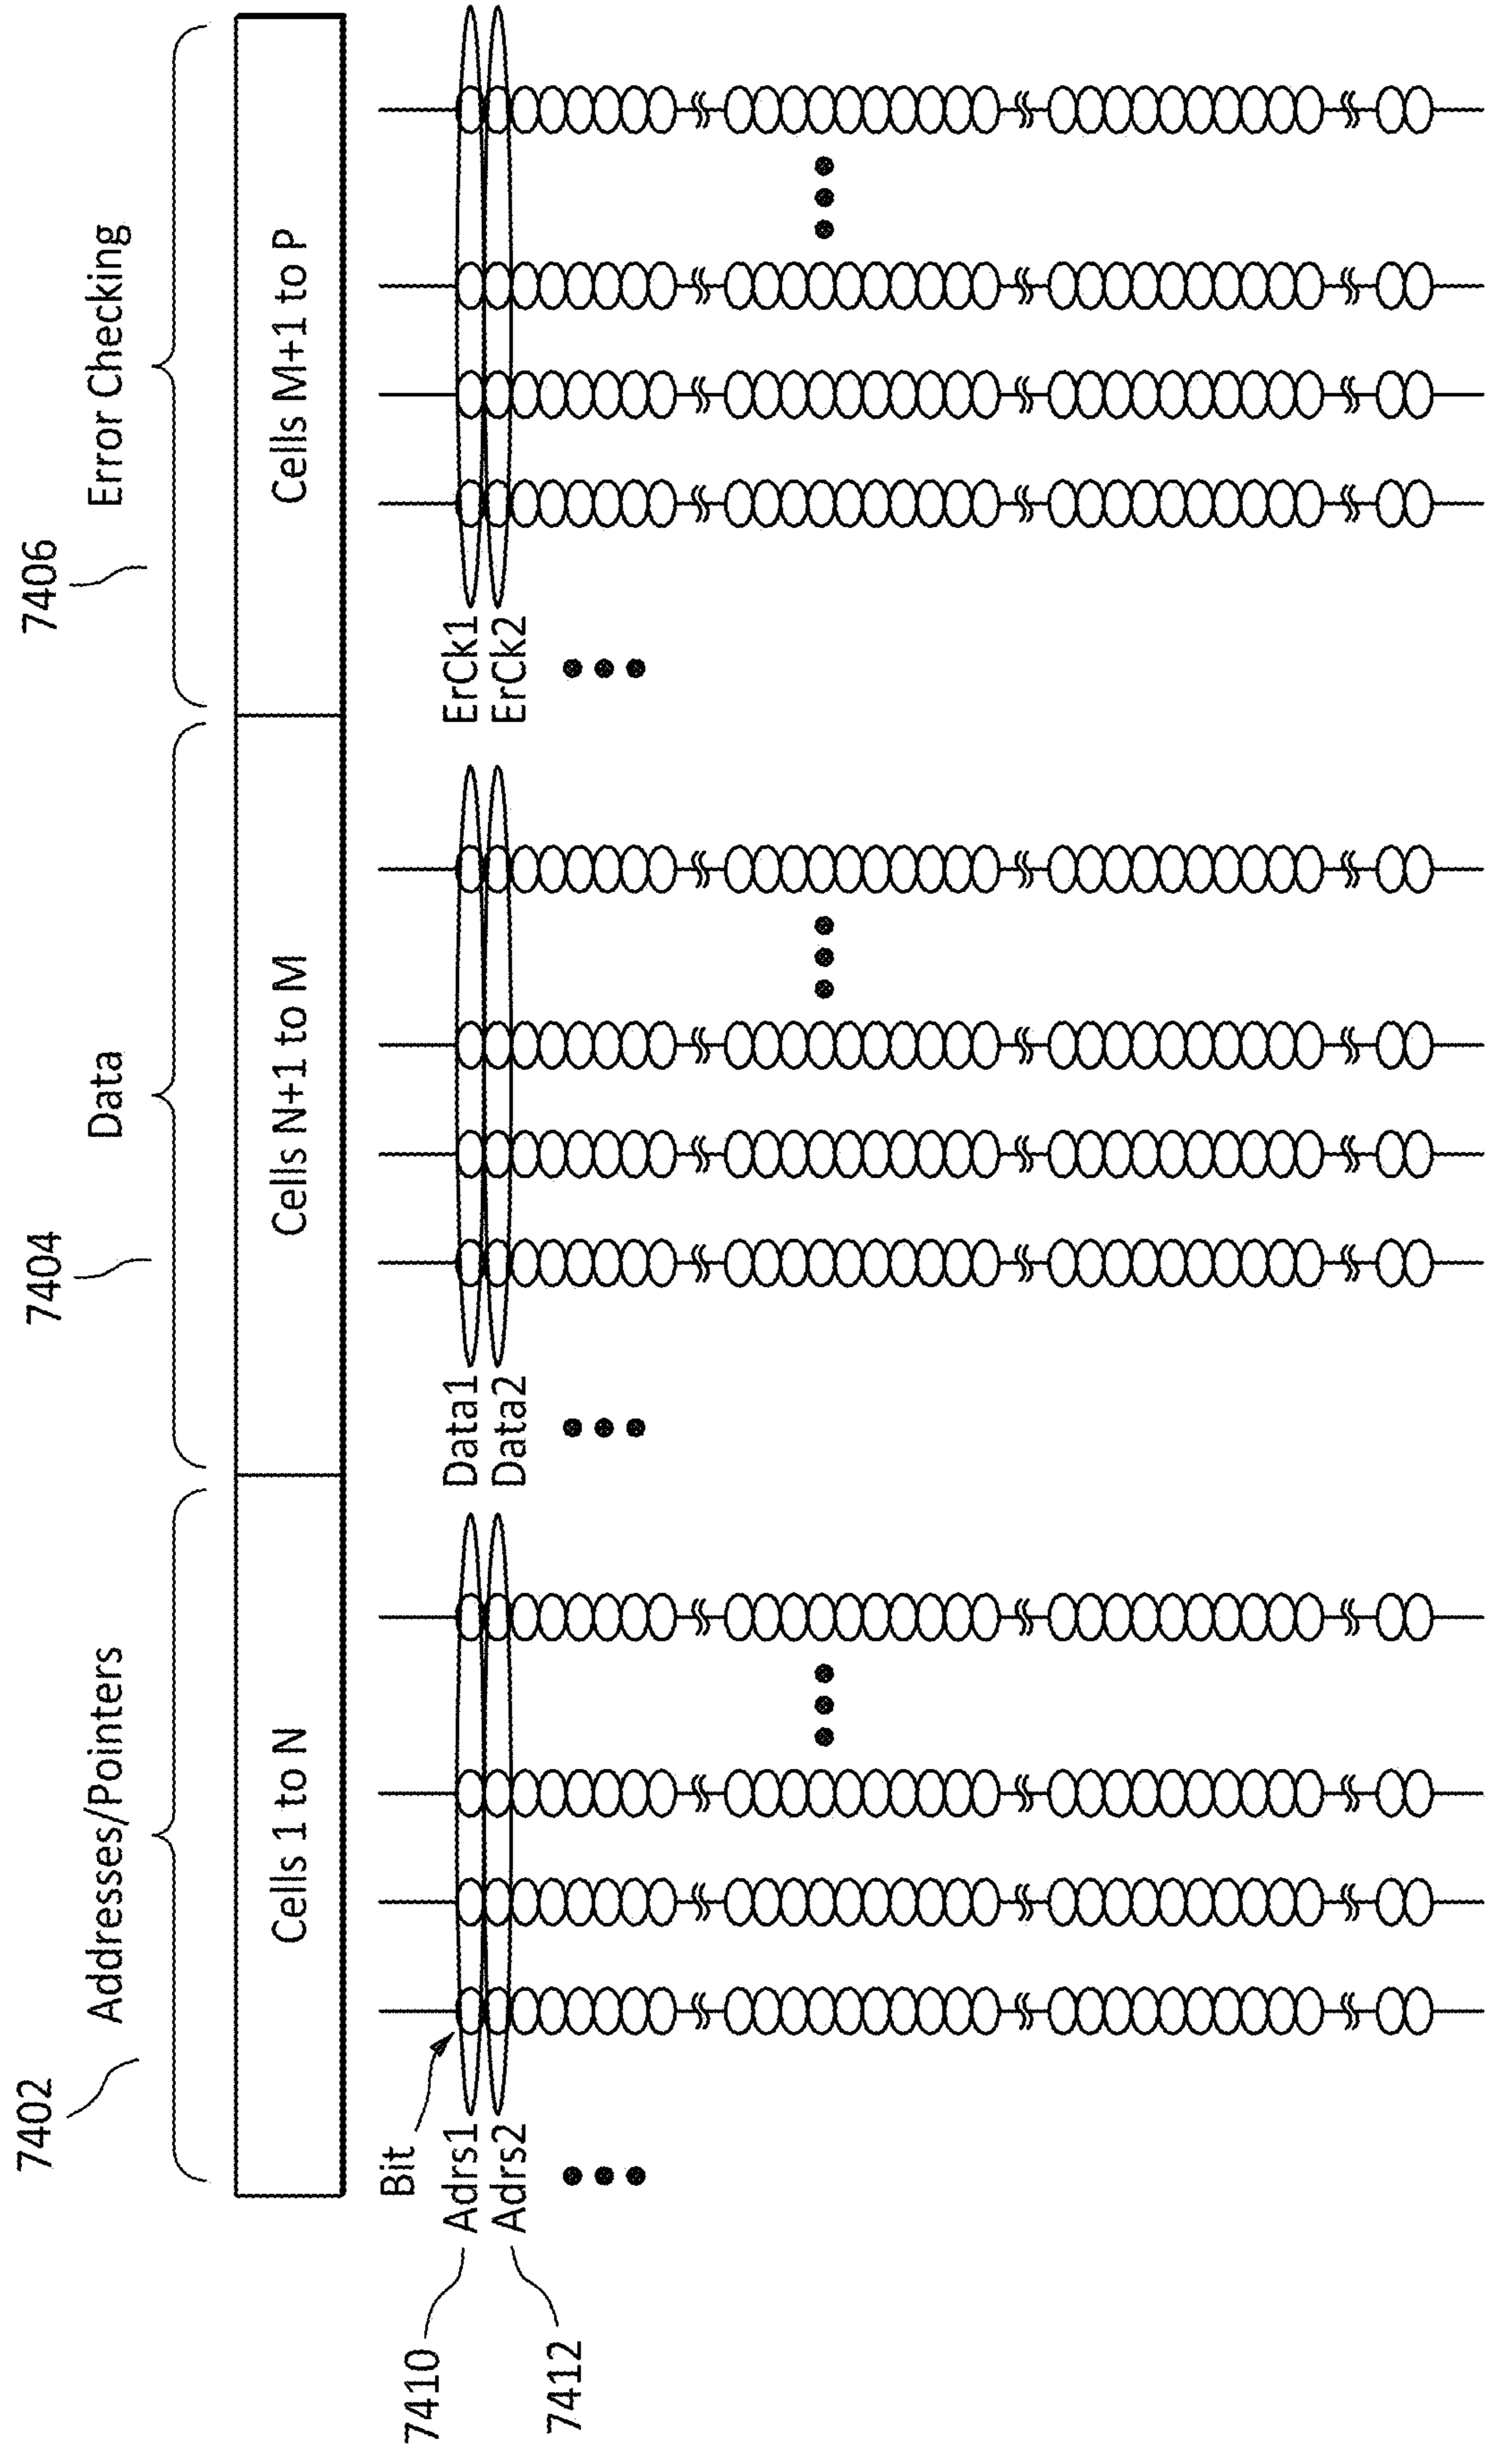 7402
7404
7406
Addresses/Pointers
Data
Error Checking
Cells 1 to N
Cells N+1 to M
Cells M+1 to P
Bit
7410
Adrs1
Data1
ErCk1
7412
Adrs2
Data2
ErCk2